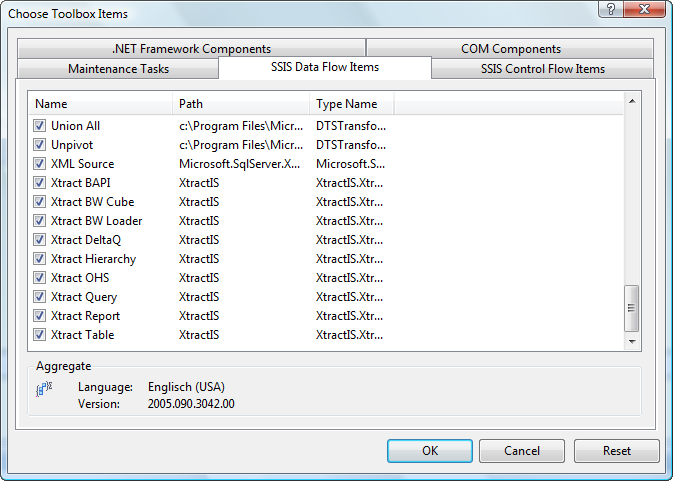 Choose Toolbox Items
.NET Framework Components COM Components
Maintenance Tasks SSIS Data Flow Items SSIS Control Flow Items
Name Path Type Name
Union All c:\Program Files\Micr... DTSTransfo...
Unpivot c:\Program Files\Micr... DTSTransfo...
XML Source Microsoft.SqlServer.X... Microsoft.S...
Xtract BAPI XtractIS XtractIS.Xtr...
Xtract BW Cube XtractIS XtractIS.Xtr...
Xtract BW Loader XtractIS XtractIS.Xtr...
Xtract DeltaQ XtractIS XtractIS.Xtr...
Xtract Hierarchy XtractIS XtractIS.Xtr...
Xtract OHS XtractIS XtractIS.Xtr...
Xtract Query XtractIS XtractIS.Xtr...
Xtract Report XtractIS XtractIS.Xtr...
Xtract Table XtractIS XtractIS.Xtr...
Aggregate
Language: Englisch (USA)
Version: 2005.090.3042.00
OK Cancel Reset